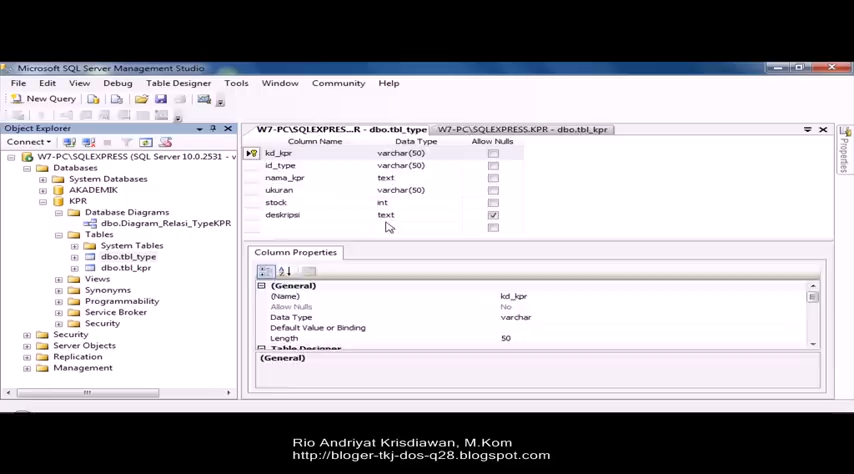 Microsoft SQL Server Management Studio
File Edit View Debug Table Designer Tools Window Community Help
New Query
Object Explorer
Connect
W7-PC\SQLEXPRESS (SQL Server 10.0.2531 - v
Databases
System Databases
AKADEMIK
KPR
Database Diagrams
dbo.Diagram_Relasi_TypeKPR
Tables
System Tables
dbo.tbl_type
dbo.tbl_kpr
Views
Synonyms
Programmability
Service Broker
Security
Security
Server Objects
Replication
Management
W7-PC\SQLEXPRES...R - dbo.tbl_type W7-PC\SQLEXPRESS.KPR - dbo.tbl_kpr
Column Name Data Type Allow Nulls
kd_kpr varchar(50)
id_type varchar(50)
nama_kpr text
ukuran varchar(50)
stock int
deskripsi text
Column Properties
(General)
(Name) kd_kpr
Allow Nulls No
Data Type varchar
Default Value or Binding
Length 50
Table Designer
(General)
Properties
Rio Andriyat Krisdiawan, M.Kom
http://bloger-tkj-dos-q28.blogspot.com